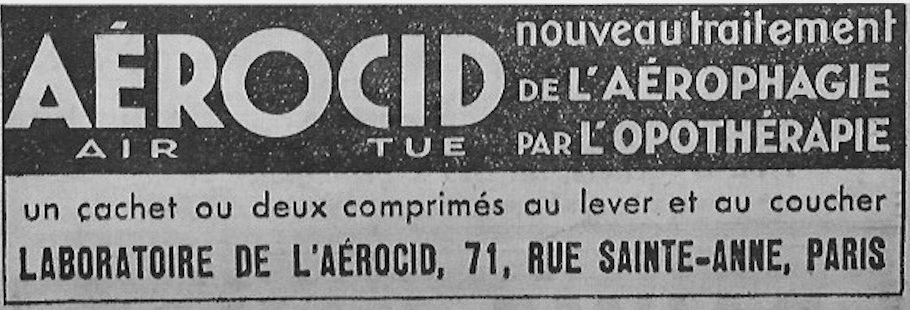 AÉROCID
AIR TUE
nouveau traitement
DE L'AÉROPHAGIE
PAR L'OPOTHÉRAPIE
un cachet ou deux comprimés au lever et au coucher
LABORATOIRE DE L'AÉROCID, 71, RUE SAINTE-ANNE, PARIS